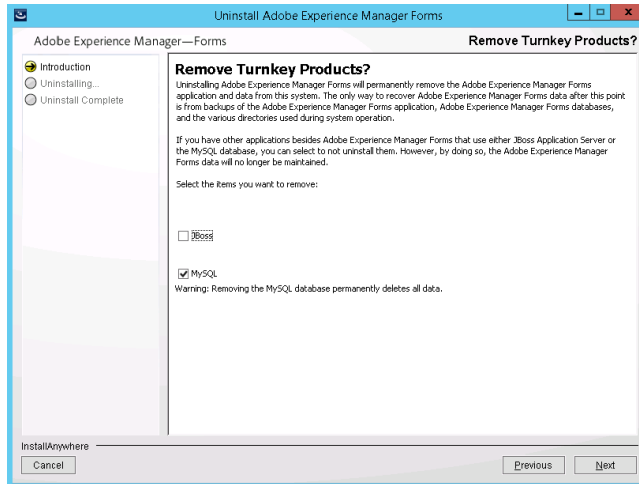 Uninstall Adobe Experience Manager Forms
Adobe Experience Manager—Forms
Remove Turnkey Products?
Introduction
Uninstalling...
Uninstall Complete
Remove Turnkey Products?
Uninstalling Adobe Experience Manager Forms will permanently remove the Adobe Experience Manager Forms
application and data from this system. The only way to recover Adobe Experience Manager Forms data after this point
is from backups of the Adobe Experience Manager Forms application, Adobe Experience Manager Forms databases,
and the various directories used during system operation.
If you have other applications besides Adobe Experience Manager Forms that use either JBoss Application Server or
the MySQL database, you can select to not uninstall them. However, by doing so, the Adobe Experience Manager
Forms data will no longer be maintained.
Select the items you want to remove:
JBoss
MySQL
Warning: Removing the MySQL database permanently deletes all data.
InstallAnywhere
Cancel
Previous
Next